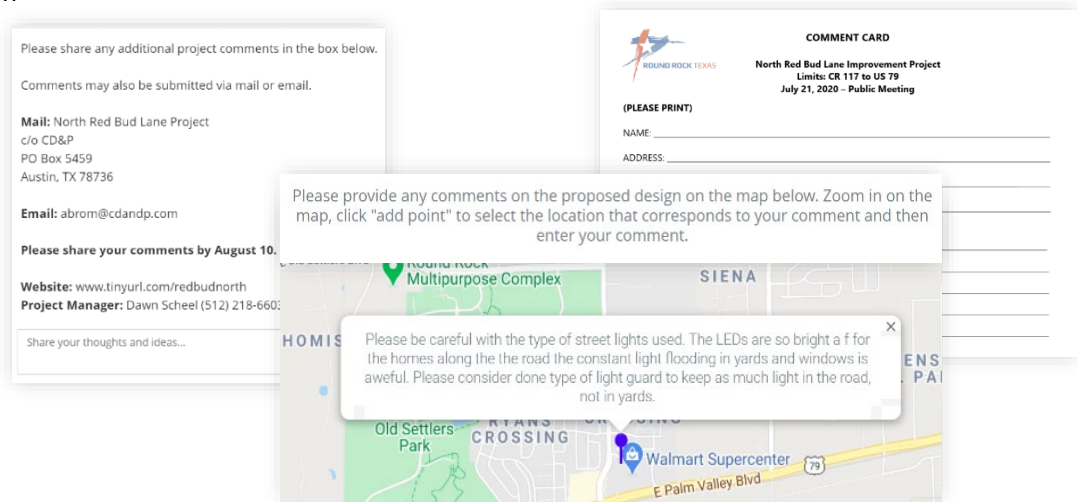 Please share any additional project comments in the box below.
Comments may also be submitted via mail or email.
Mail: North Red Bud Lane Project
c/o CD&P
PO Box 5459
Austin, TX 78736
Email: abrom@cdandp.com
Please share your comments by August 10.
Website: www.tinyurl.com/redbudnorth
Project Manager: Dawn Scheel (512) 218-6603
Share your thoughts and ideas...
ROUND ROCK TEXAS
COMMENT CARD
North Red Bud Lane Improvement Project
Limits: CR 117 to US 79
July 21, 2020 – Public Meeting
(PLEASE PRINT)
NAME:
ADDRESS:
Please provide any comments on the proposed design on the map below. Zoom in on the
map, click "add point" to select the location that corresponds to your comment and then
enter your comment.
Round Rock
Multipurpose Complex
SIENA
HOMIS
Please be careful with the type of street lights used. The LEDs are so bright a f for
the homes along the the road the constant light flooding in yards and windows is
aweful. Please consider done type of light guard to keep as much light in the road,
not in yards.
ENS
PA
Old Settlers
Park
RYANS
CROSSING
Walmart Supercenter
79
E Palm Valley Blvd